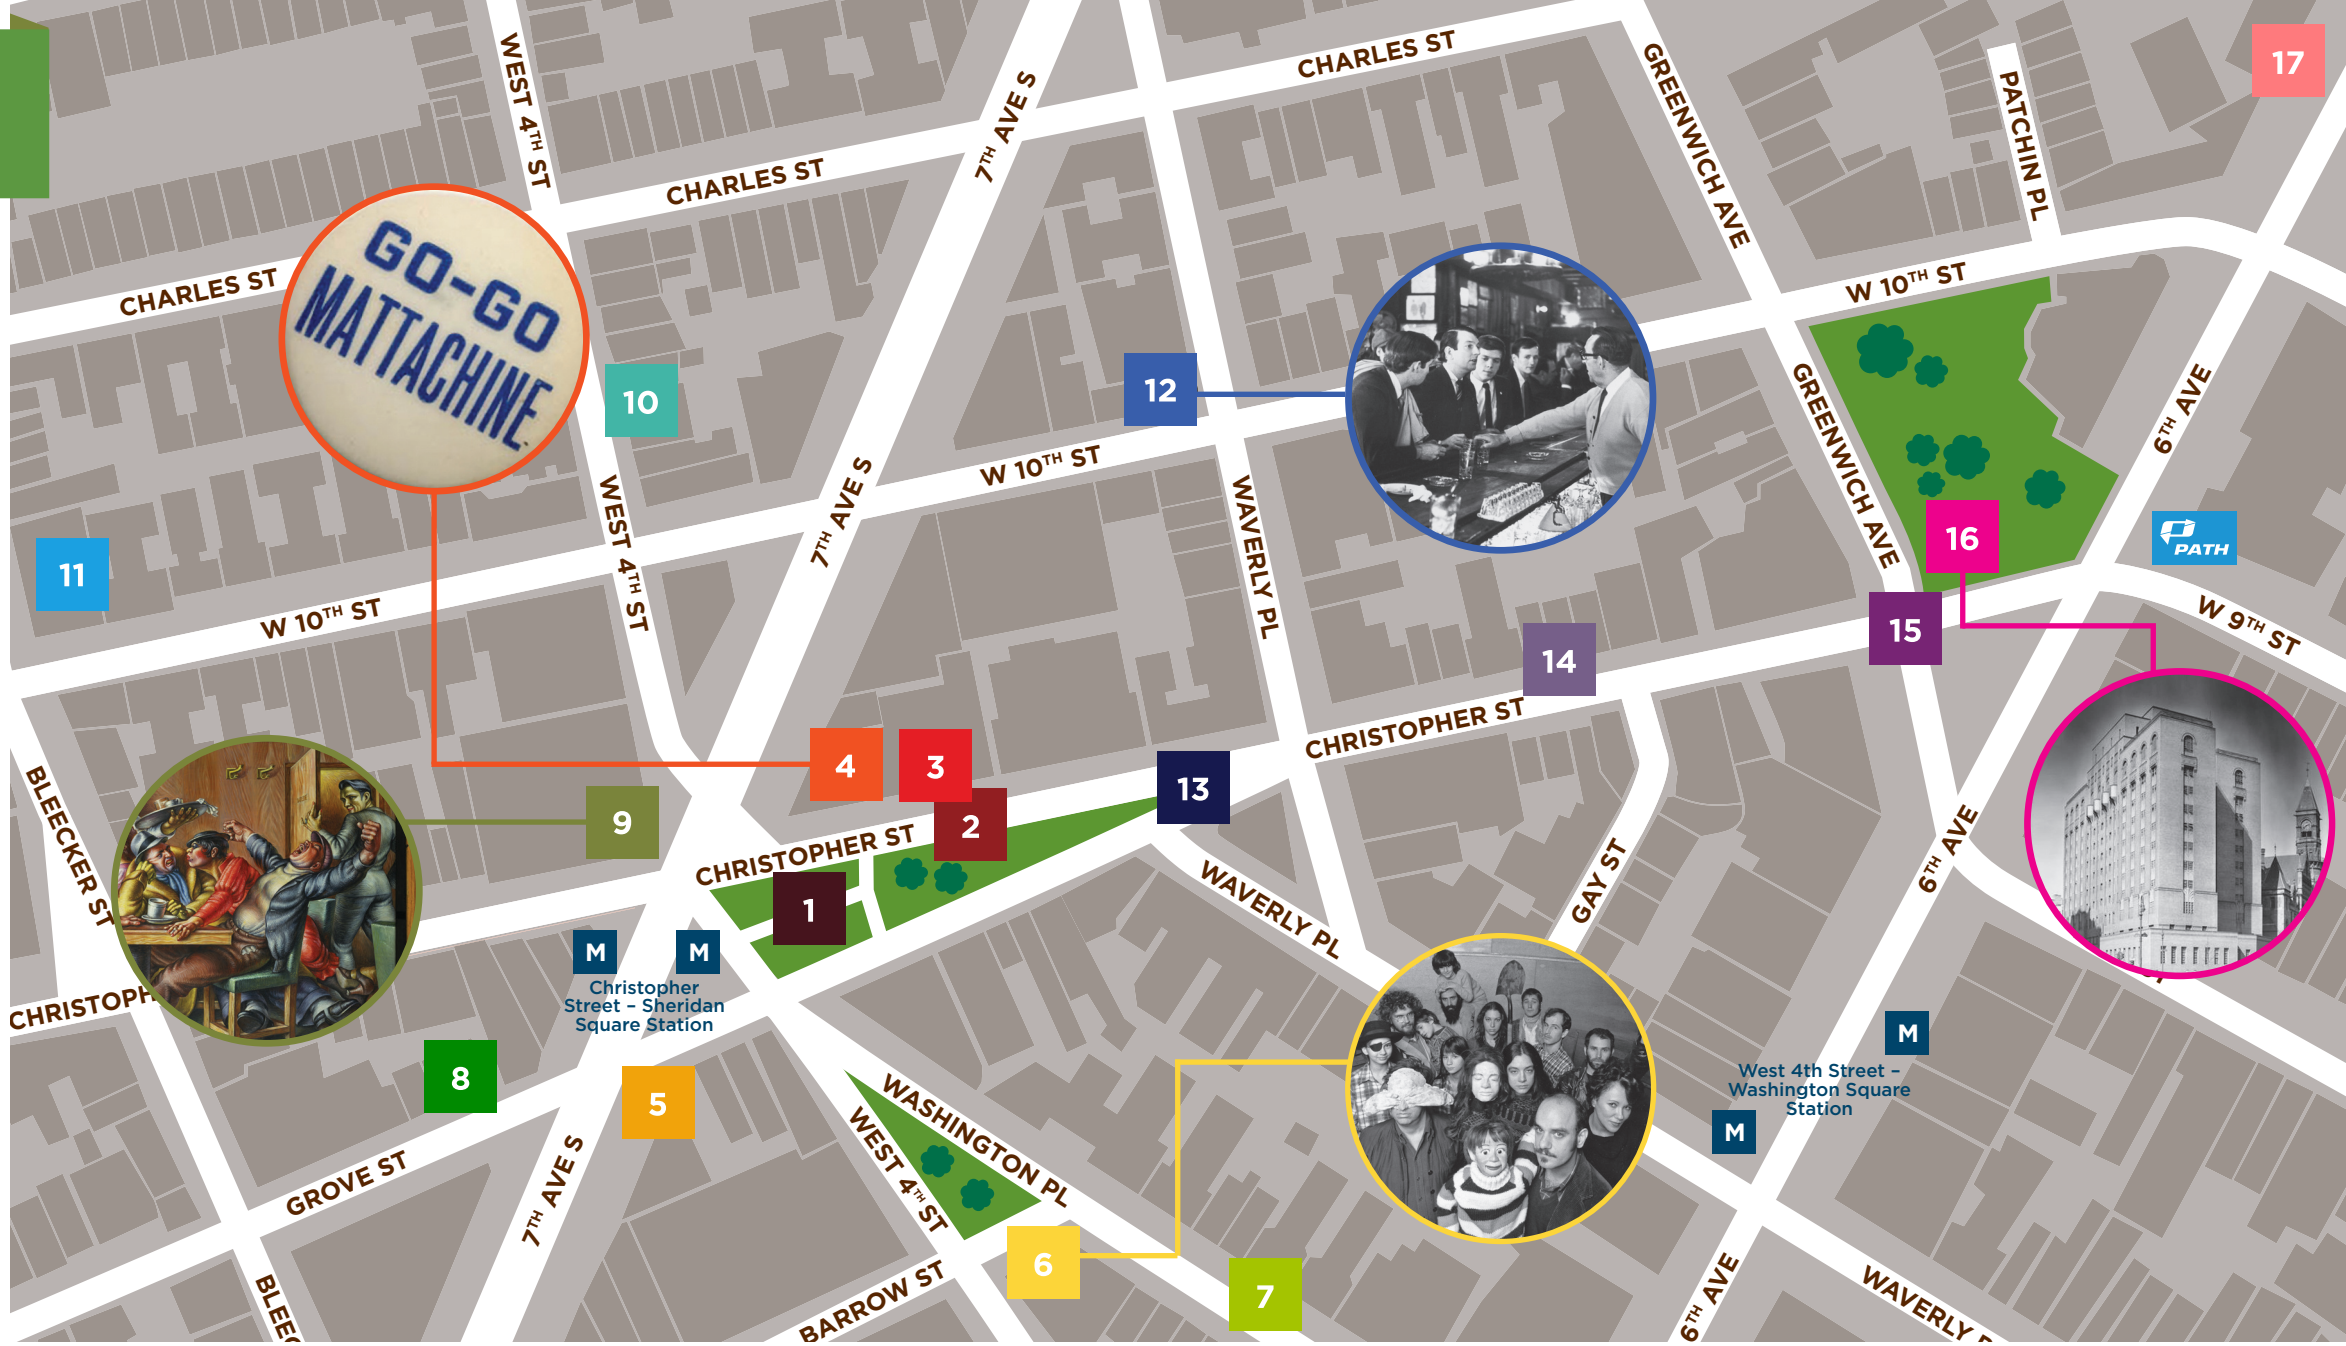 17
CHARLES ST
WEST 4TH ST
7TH AVE S
GREENWICH AVE
PATCHIN PL
CHARLES ST
CHARLES ST
GO-GO
MATTACHINE
W 10TH ST
10
12
6TH AVE
GREENWICH AVE
W 10TH ST
7TH AVE S
WEST 4TH ST
WAVERLY PL
11
16
PATH
W 10TH ST
15
W 9TH ST
14
CHRISTOPHER ST
4
3
13
BLEECKER ST
9
2
CHRISTOPHER ST
1
GAY ST
6TH AVE
WAVERLY PL
M
M
Christopher
Street – Sheridan
Square Station
CHRISTOPH
8
5
M
West 4th Street –
Washington Square
Station
M
WASHINGTON PL
WEST 4TH ST
GROVE ST
7TH AVE S
6
7
BARROW ST
BLEEC
6TH AVE
WAVERLY P